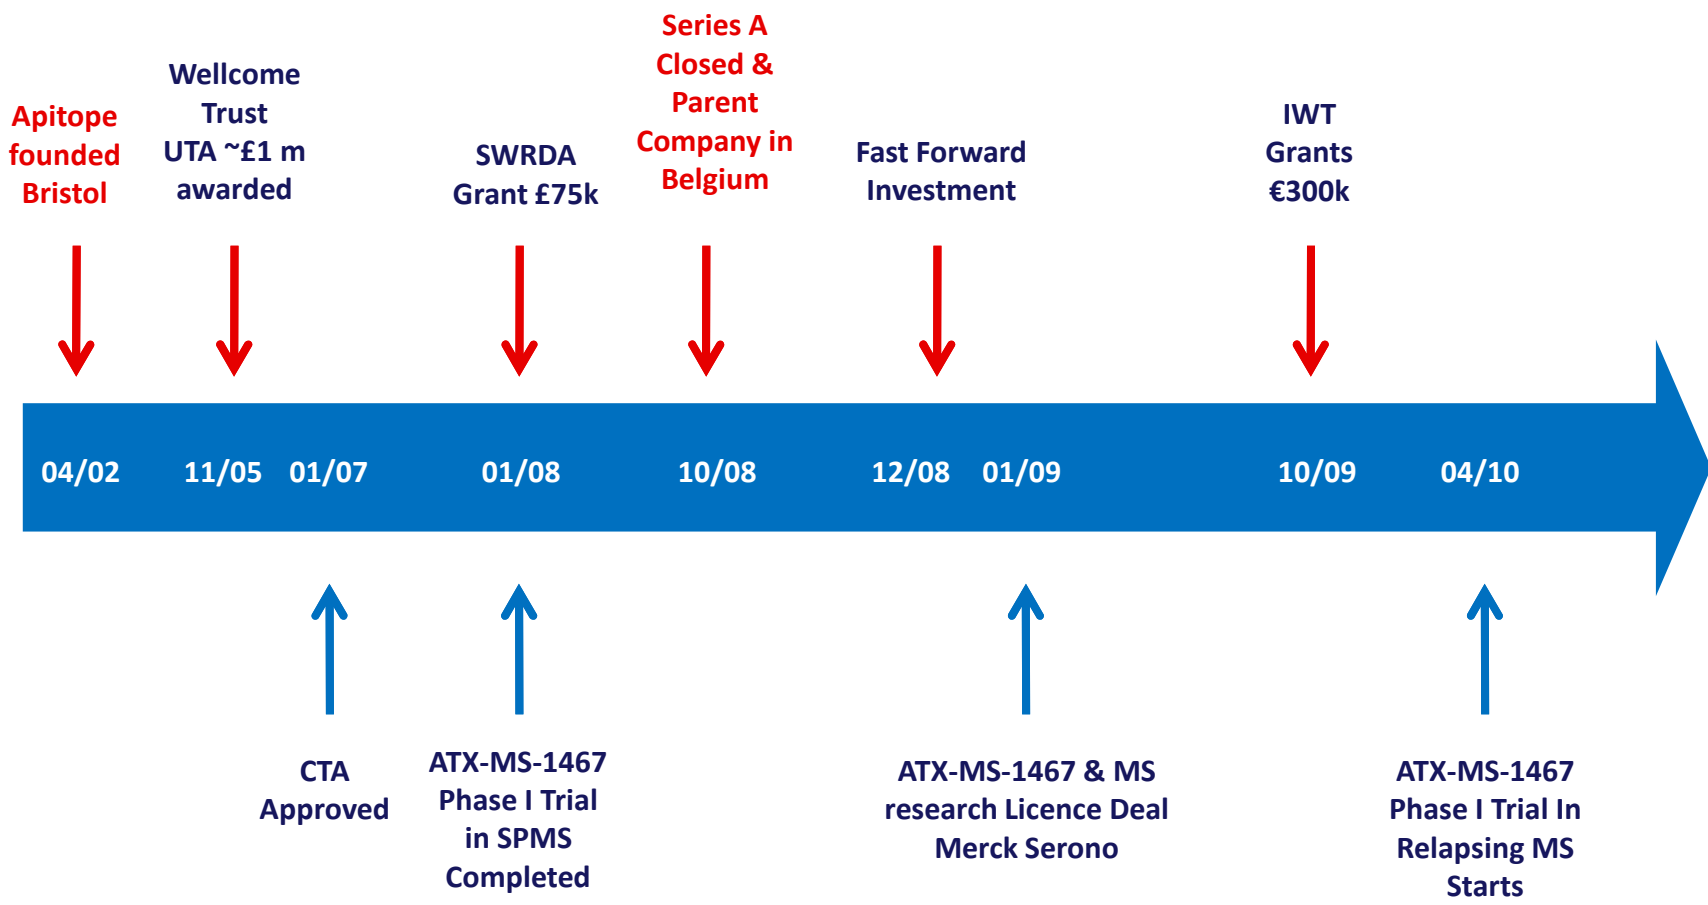 Apitope
founded
Bristol
Wellcome
Trust
UTA ~£1 m
awarded
SWRDA
Grant £75k
Series A
Closed &
Parent
Company in
Belgium
Fast Forward
Investment
IWT
Grants
€300k
04/02
11/05
01/07
01/08
10/08
12/08
01/09
10/09
04/10
CTA
Approved
ATX-MS-1467
Phase I Trial
in SPMS
Completed
ATX-MS-1467 & MS
research Licence Deal
Merck Serono
ATX-MS-1467
Phase I Trial In
Relapsing MS
Starts